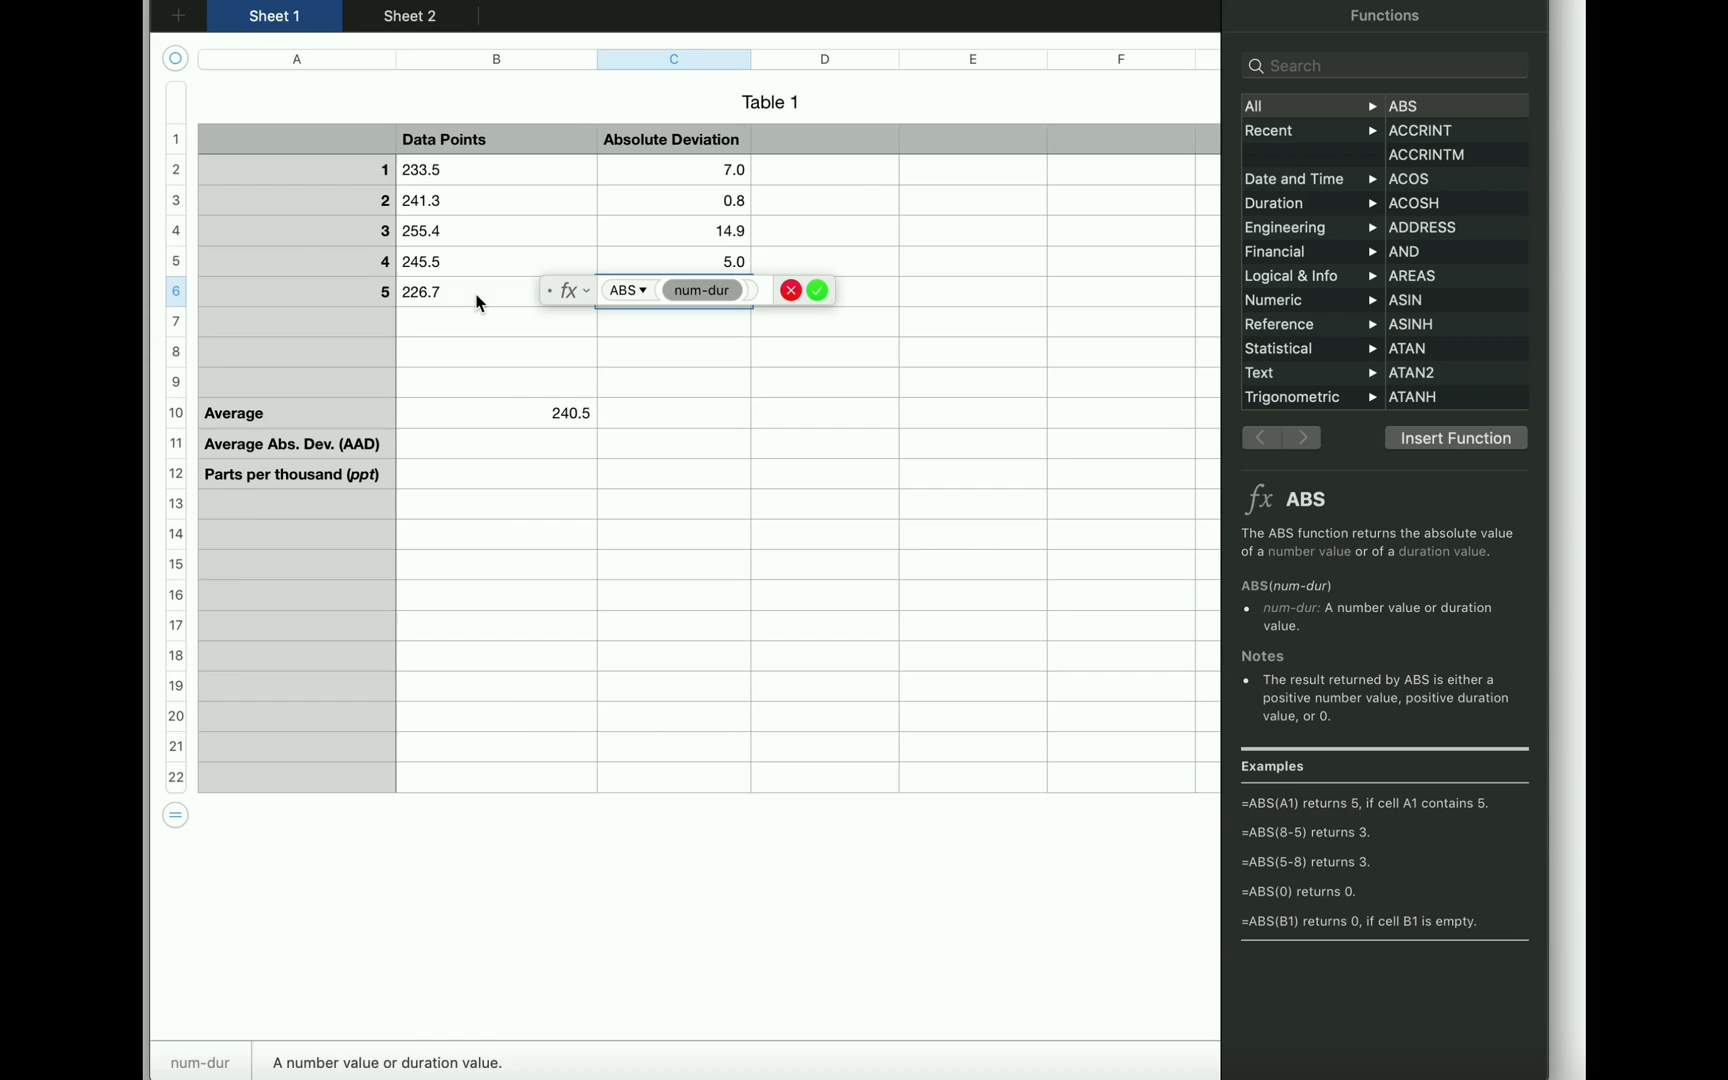 Sheet 1
Sheet 2
A B C D E F
Table 1
1 Data Points Absolute Deviation
2 1 233.5 7.0
3 2 241.3 0.8
4 3 255.4 14.9
5 4 245.5 5.0
6 5 226.7 fx ABS num-dur
7
8
9
10 Average 240.5
11 Average Abs. Dev. (AAD)
12 Parts per thousand (ppt)
13
14
15
16
17
18
19
20
21
22
num-dur A number value or duration value.
Functions
Search
All ABS
Recent ACCRINT
ACCRINTM
Date and Time ACOS
Duration ACOSH
Engineering ADDRESS
Financial AND
Logical & Info AREAS
Numeric ASIN
Reference ASINH
Statistical ATAN
Text ATAN2
Trigonometric ATANH
Insert Function
fx ABS
The ABS function returns the absolute value
of a number value or of a duration value.
ABS(num-dur)
• num-dur: A number value or duration
value.
Notes
• The result returned by ABS is either a
positive number value, positive duration
value, or 0.
Examples
=ABS(A1) returns 5, if cell A1 contains 5.
=ABS(8-5) returns 3.
=ABS(5-8) returns 3.
=ABS(0) returns 0.
=ABS(B1) returns 0, if cell B1 is empty.